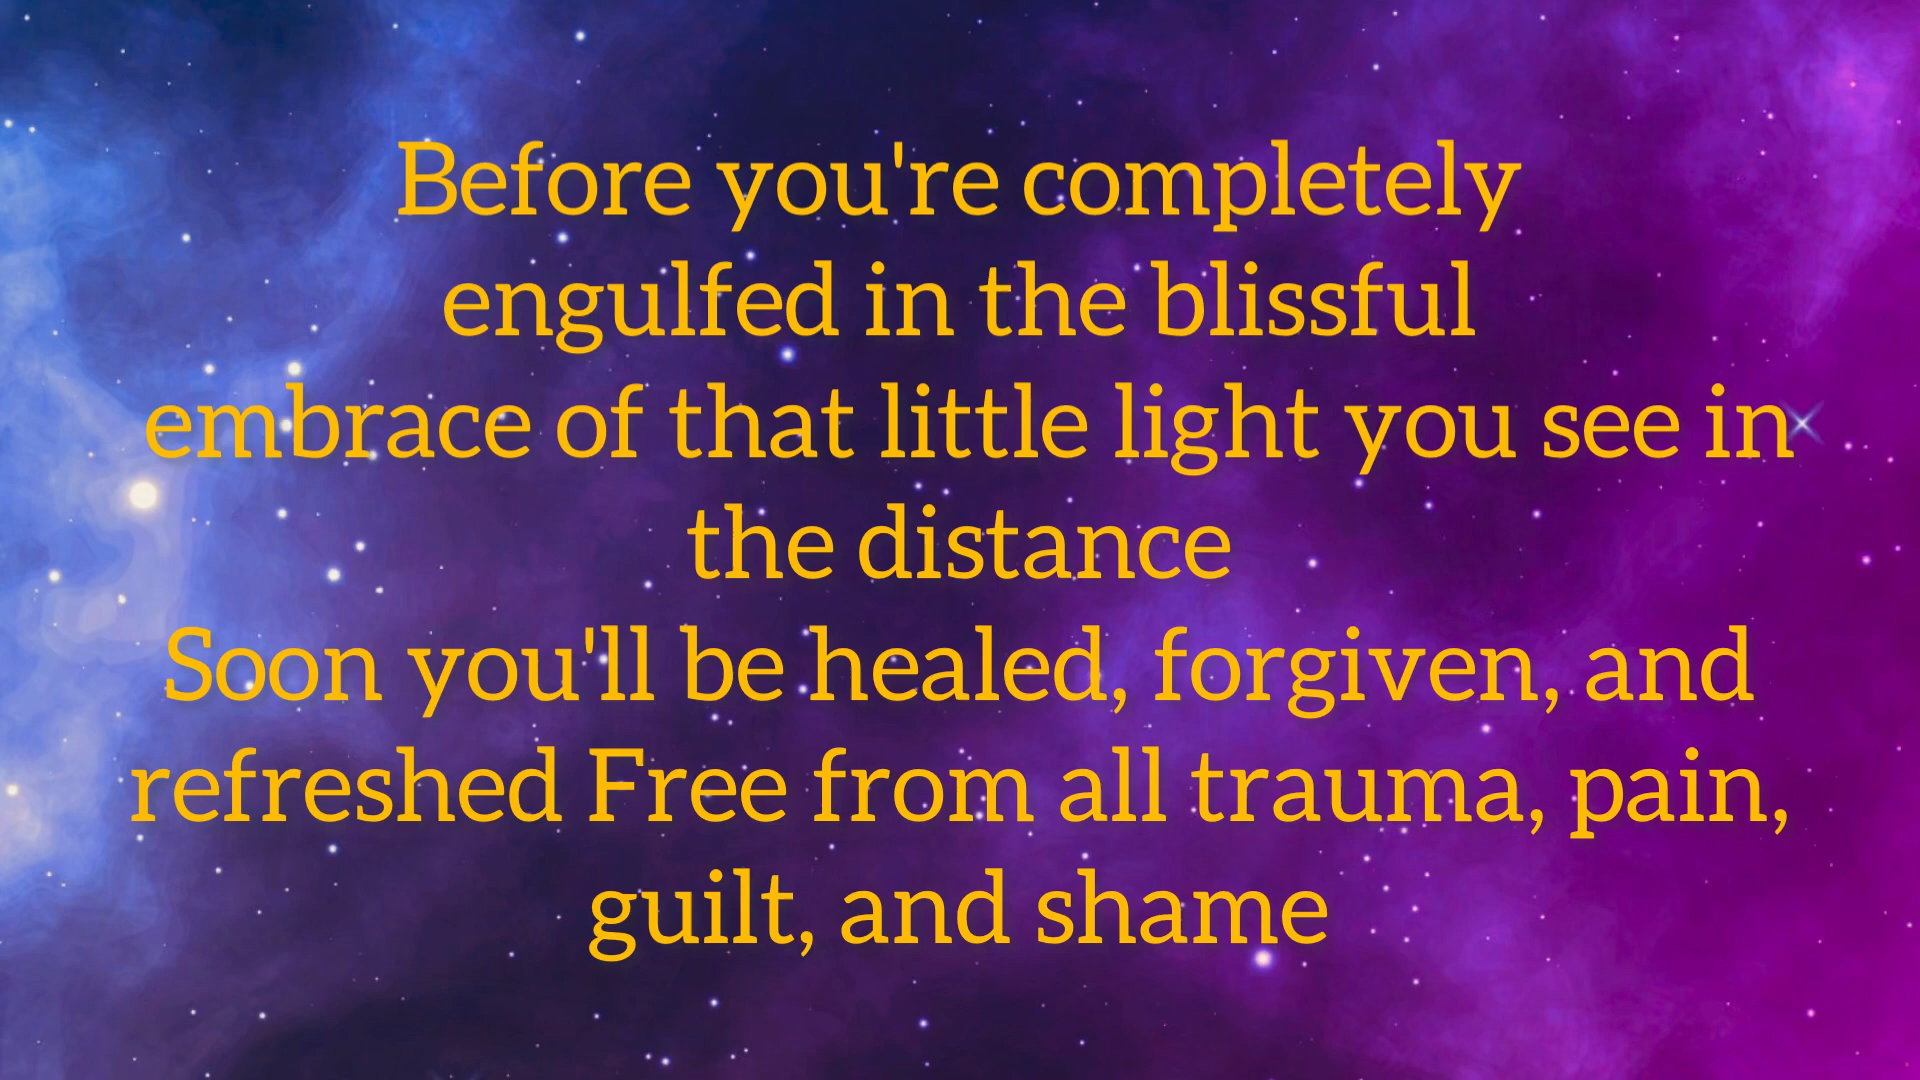 Before you're completely
engulfed in the blissful
embrace of that little light you see in
the distance
Soon you'll be healed, forgiven, and
refreshed Free from all trauma, pain,
guilt, and shame